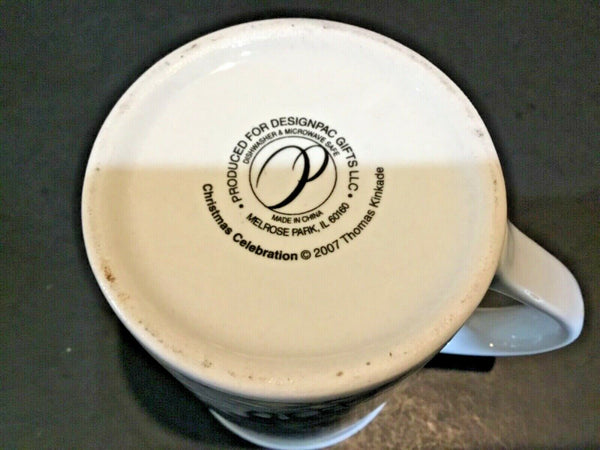 • PRODUCED FOR DESIGNPAC GIFTS LLC •
DISHWASHER & MICROWAVE SAFE
MADE IN CHINA
MELROSE PARK, IL 60160
Christmas Celebration © 2007 Thomas Kinkade